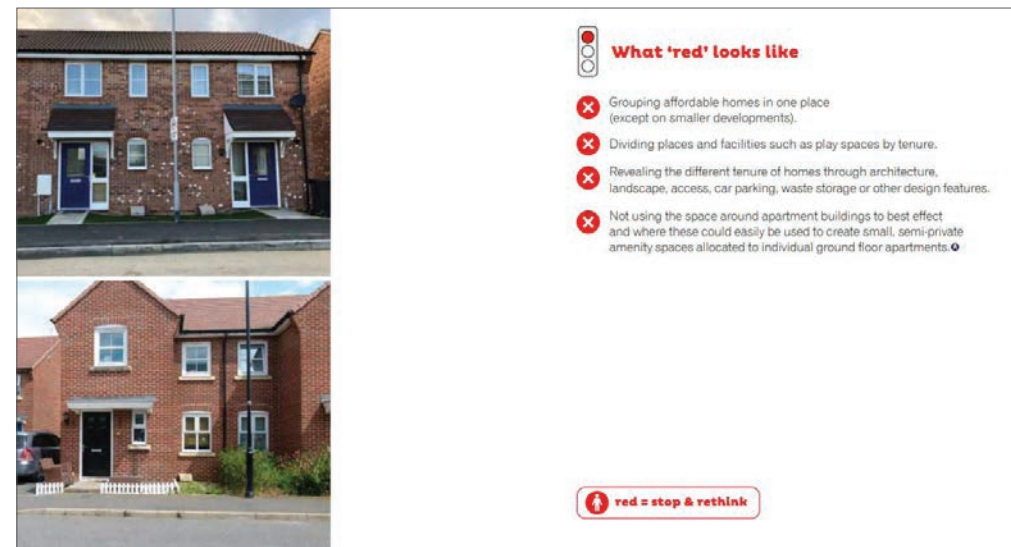 What ‘red’ looks like
Grouping affordable homes in one place
(except on smaller developments).
Dividing places and facilities such as play spaces by tenure.
Revealing the different tenure of homes through architecture,
landscape, access, car parking, waste storage or other design features.
Not using the space around apartment buildings to best effect
and where these could easily be used to create small, semi-private
amenity spaces allocated to individual ground floor apartments.
red = stop & rethink